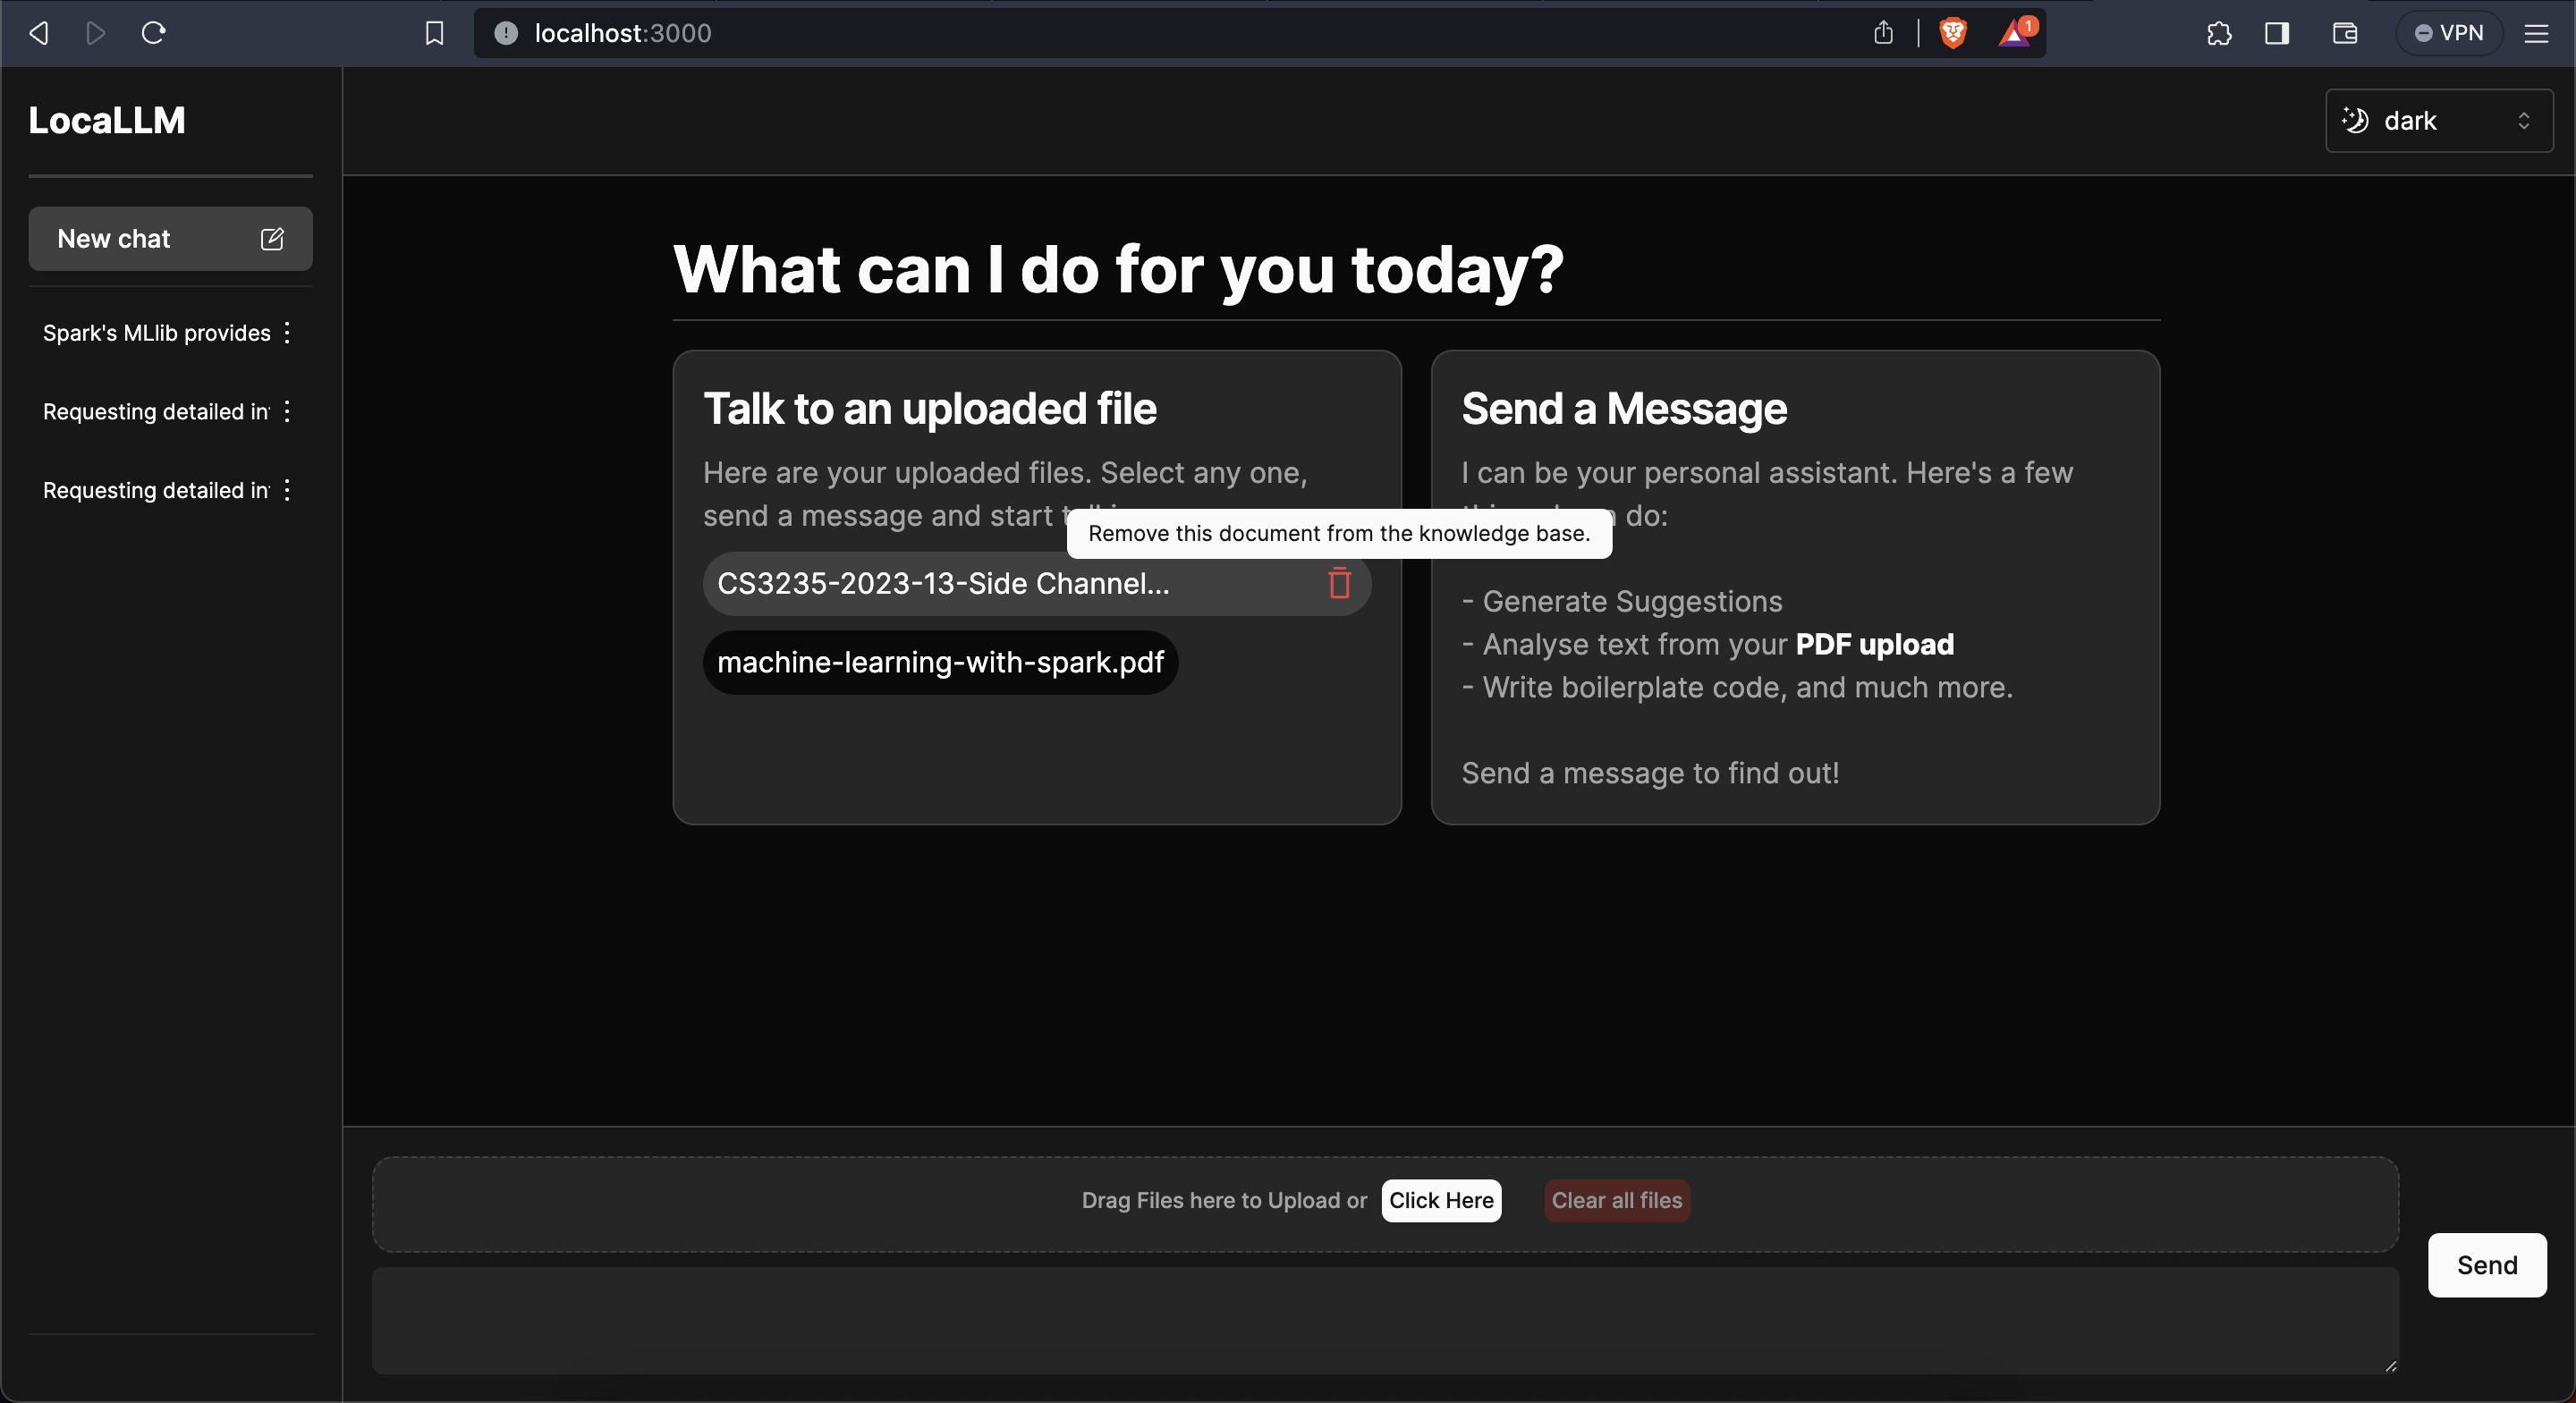 localhost:3000
1
VPN
LocaLLM
dark
New chat
Spark's MLlib provides
Requesting detailed in
Requesting detailed in
What can I do for you today?
Talk to an uploaded file
Here are your uploaded files. Select any one,
send a message and start
Remove this document from the knowledge base.
CS3235-2023-13-Side Channel...
machine-learning-with-spark.pdf
Send a Message
I can be your personal assistant. Here's a few
do:
- Generate Suggestions
- Analyse text from your PDF upload
- Write boilerplate code, and much more.
Send a message to find out!
Drag Files here to Upload or Click Here Clear all files
Send